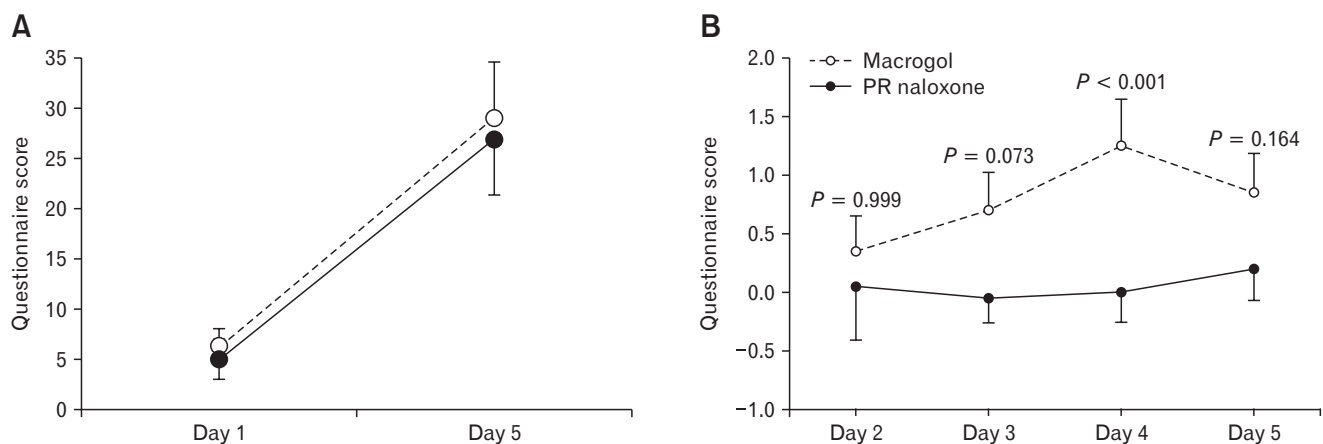 A
Questionnaire score
35
30
25
20
15
10
5
0
Day 1 Day 5
B
Questionnaire score
2.0
1.5
1.0
0.5
0.0
−0.5
−1.0
Macrogol
PR naloxone
P = 0.999
P = 0.073
P < 0.001
P = 0.164
Day 2 Day 3 Day 4 Day 5